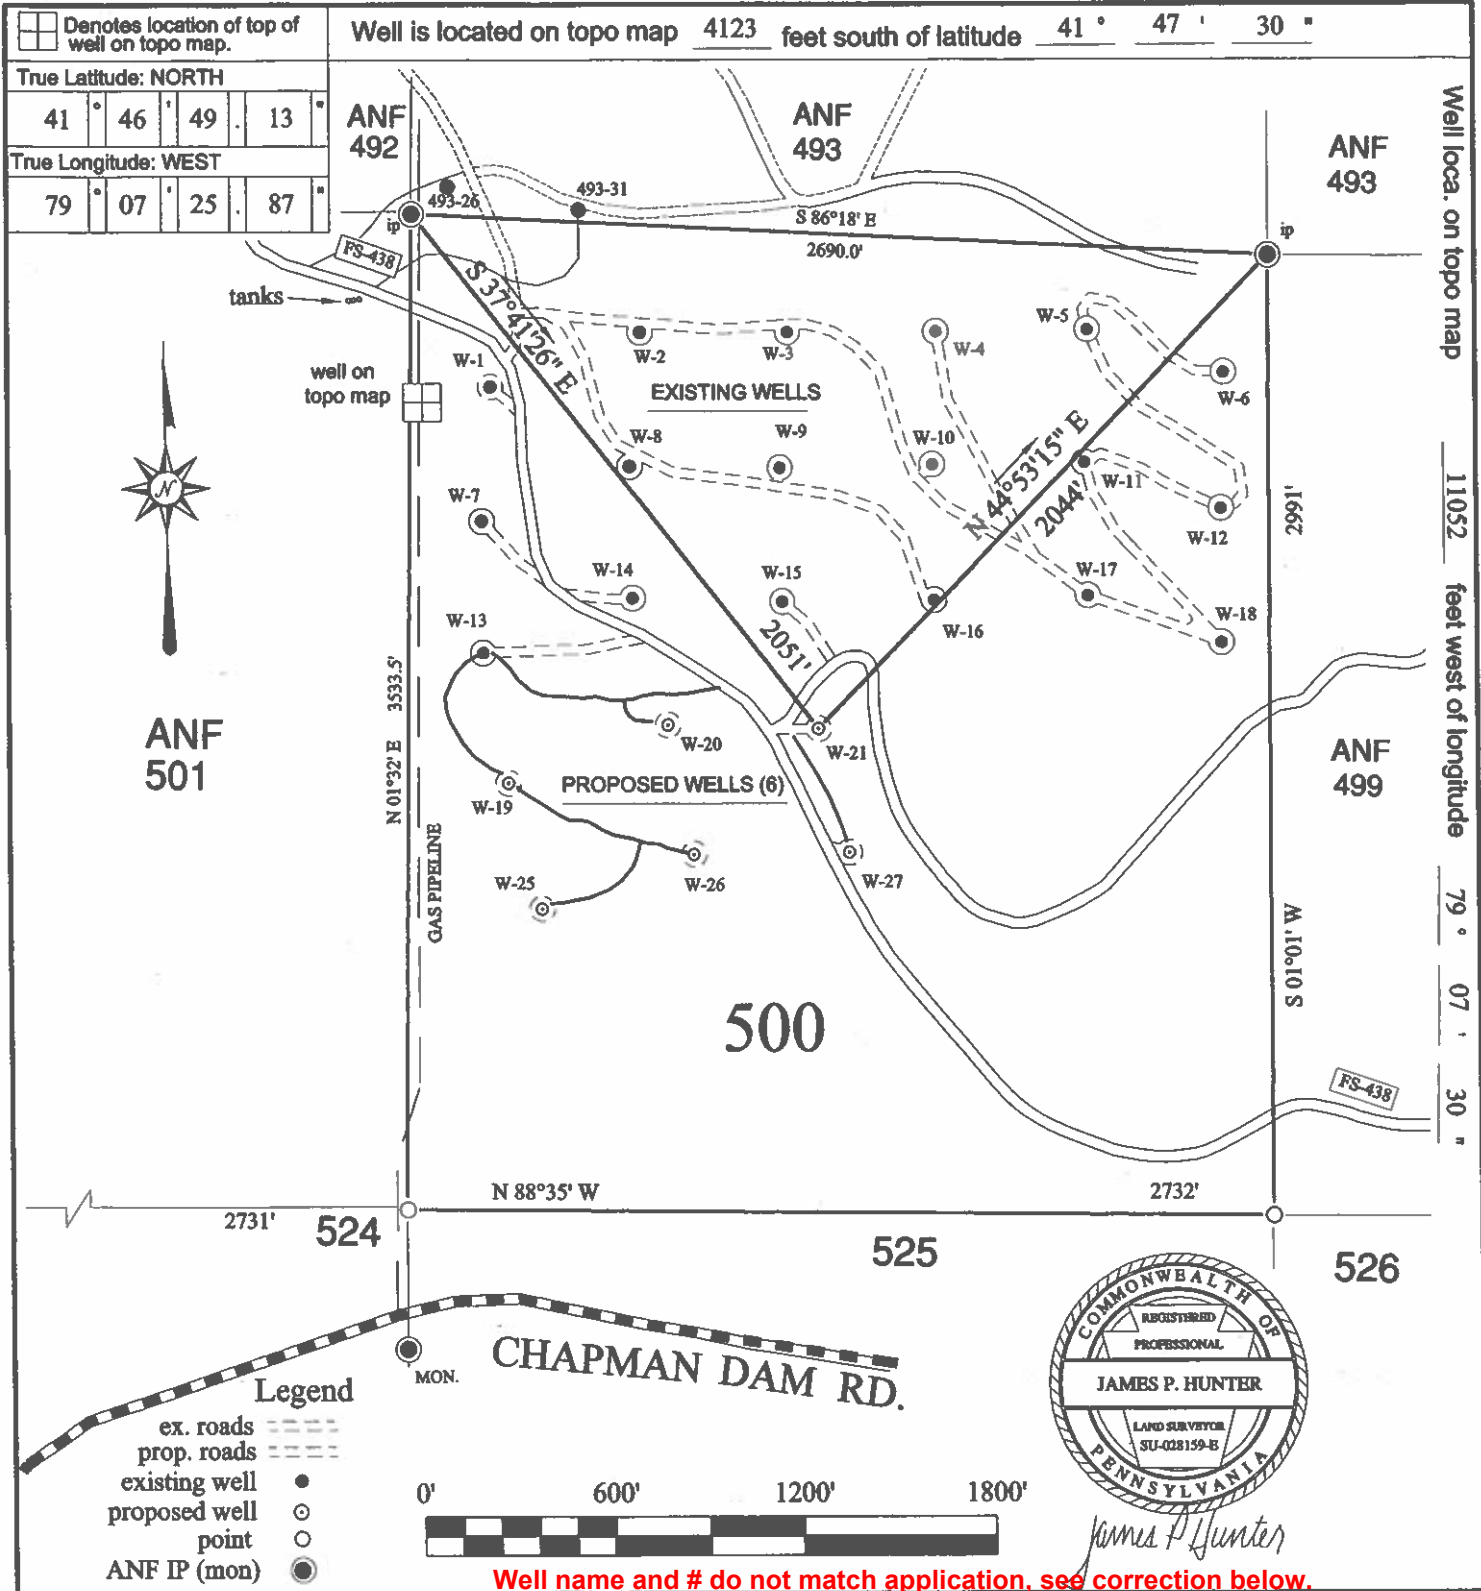 Denotes location of top of
well on topo map.
Well is located on topo map 4123 feet south of latitude 41 ° 47 ' 30 "
True Latitude: NORTH
41 ° 46 ' 49 . 13 "
True Longitude: WEST
79 ° 07 ' 25 . 87 "
Well loca. on topo map 11052 feet west of longitude 79 ° 07 ' 30 "
ANF
492
ANF
493
ANF
493
493-26
493-31
ip
S 86°18' E
2690.0'
ip
FS-438
tanks
S 37°41'26" E
2051'
well on
topo map
W-1
W-2
W-3
W-4
W-5
W-6
EXISTING WELLS
W-7
W-8
W-9
W-10
W-11
W-12
N 44°53'15" E
2044'
2991'
N
W-13
W-14
W-15
W-16
W-17
W-18
ANF
501
N 01°32' E 3533.5'
GAS PIPELINE
W-20
W-21
W-19
PROPOSED WELLS (6)
W-25
W-26
W-27
ANF
499
S 01°01' W
500
FS-438
N 88°35' W
2732'
2731'
524
525
526
MON.
CHAPMAN DAM RD.
Legend
ex. roads
prop. roads
existing well
proposed well
point
ANF IP (mon)
0'
600'
1200'
1800'
COMMONWEALTH OF
REGISTERED
PROFESSIONAL
JAMES P. HUNTER
LAND SURVEYOR
SU-028159-E
PENNSYLVANIA
James P Hunter
Well name and # do not match application, see correction below.